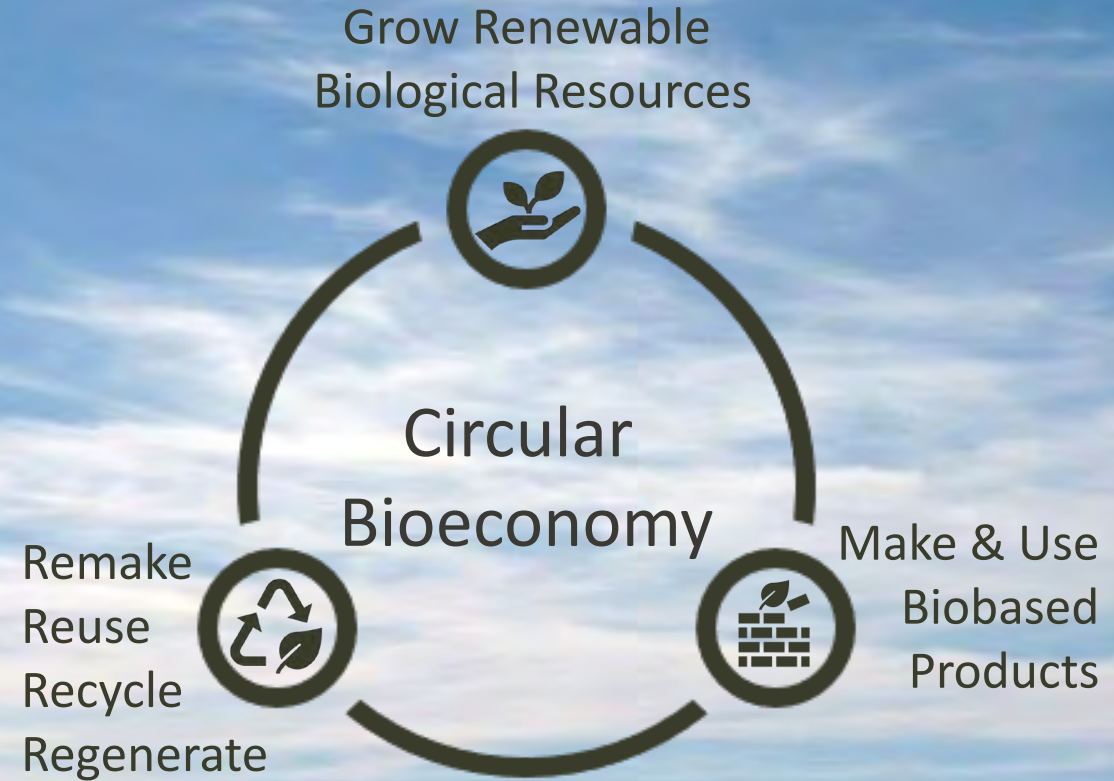 Grow Renewable
Biological Resources
Circular
Bioeconomy
Make & Use
Biobased
Products
Remake
Reuse
Recycle
Regenerate